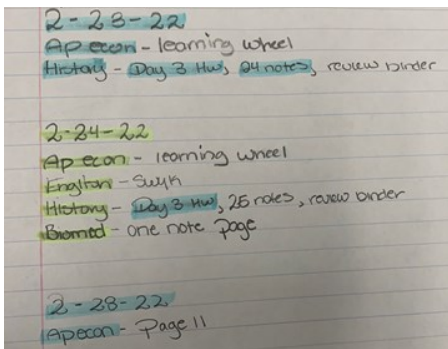 2-23-22
Ap econ - learning wheel
History - Day 3 Hw, 24 notes, review binder
2-24-22
Ap econ - learning wheel
English - Swyk
History - Day 3 Hw, 25 notes, review binder
Biomed - one note page
2-28-22
Apecon - Page 11